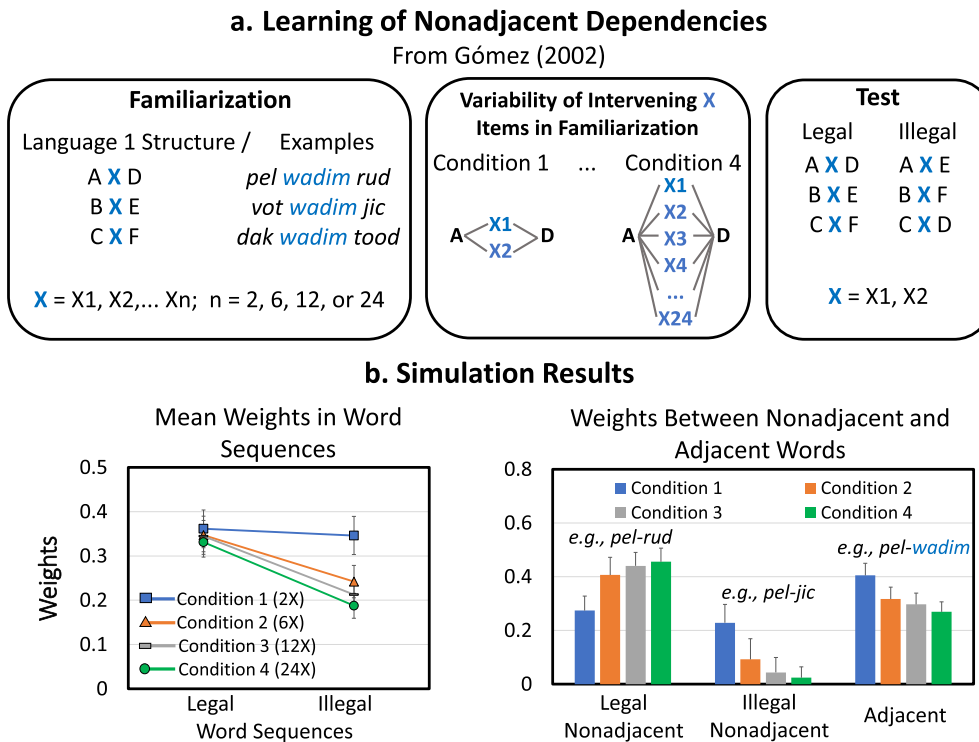 a. Learning of Nonadjacent Dependencies
From Gómez (2002)
Familiarization
Language 1 Structure / Examples
A X D pel wadim rud
B X E vot wadim jic
C X F dak wadim tood
X = X1, X2,... Xn; n = 2, 6, 12, or 24
Variability of Intervening X
Items in Familiarization
Condition 1 ... Condition 4
A X1 X2 D
A X1 X2 X3 X4 ... X24 D
Test
Legal Illegal
A X D A X E
B X E B X F
C X F C X D
X = X1, X2
b. Simulation Results
Mean Weights in Word
Sequences
Weights
0.5
0.4
0.3
0.2
0.1
0
Condition 1 (2X)
Condition 2 (6X)
Condition 3 (12X)
Condition 4 (24X)
Legal Illegal
Word Sequences
Weights Between Nonadjacent and
Adjacent Words
0.8
0.6
0.4
0.2
0
Condition 1 Condition 2
Condition 3 Condition 4
e.g., pel-rud
e.g., pel-jic
e.g., pel-wadim
Legal
Nonadjacent
Illegal
Nonadjacent
Adjacent